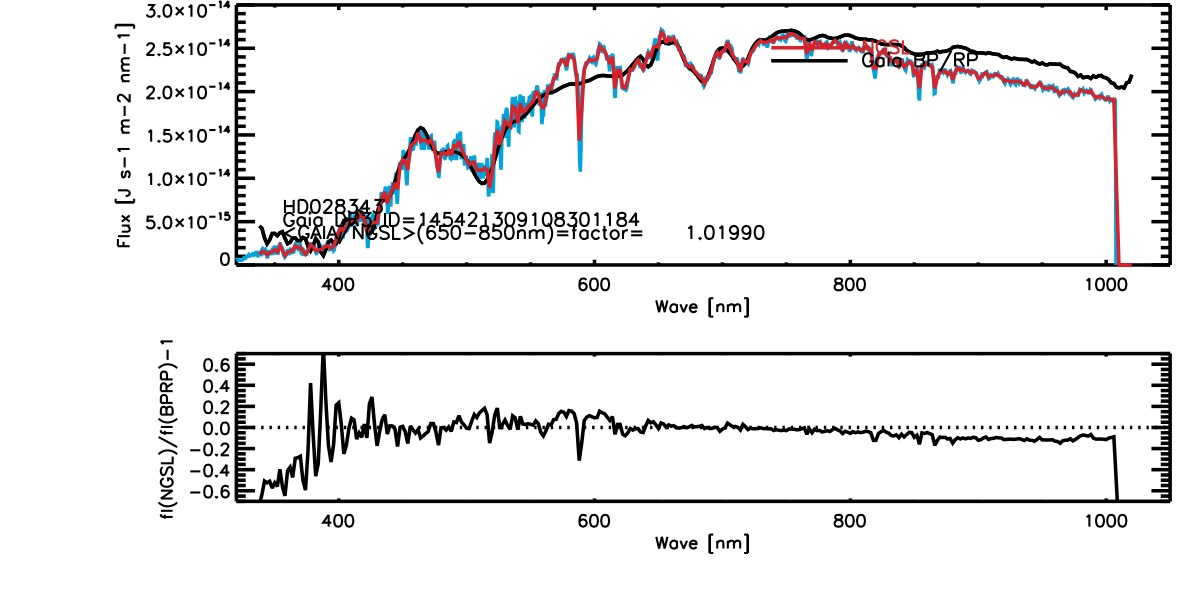 3.0×10⁻¹⁴
2.5×10⁻¹⁴
2.0×10⁻¹⁴
1.5×10⁻¹⁴
1.0×10⁻¹⁴
5.0×10⁻¹⁵
0
Flux [J s−1 m−2 nm−1]
NGSL
Gaia BP/RP
HD028343
Gaia ID=145421309108301184
<GAIA/NGSL>(650−850nm)=factor= 1.01990
400 600 800 1000
Wave [nm]
0.6
0.4
0.2
0.0
−0.2
−0.4
−0.6
fl(NGSL)/fl(BPRP)−1
400 600 800 1000
Wave [nm]